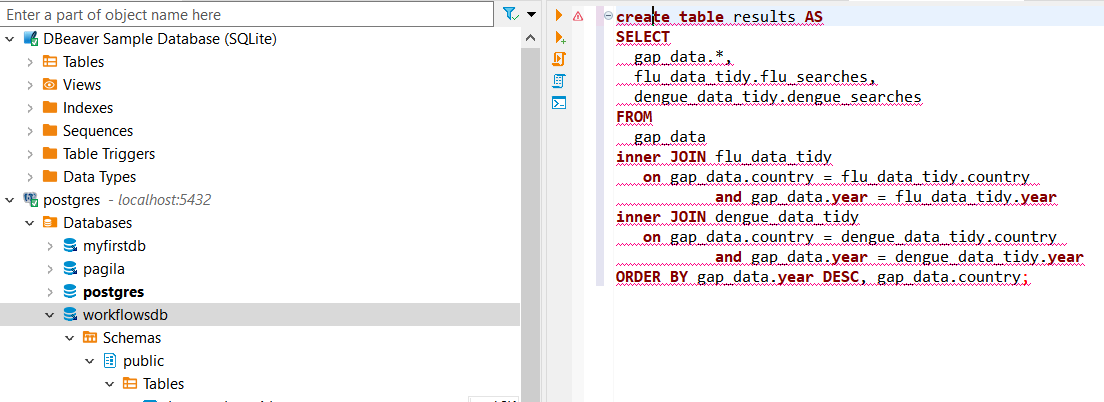 Enter a part of object name here
DBeaver Sample Database (SQLite)
Tables
Views
Indexes
Sequences
Table Triggers
Data Types
postgres - localhost:5432
Databases
myfirstdb
pagila
postgres
workflowsdb
Schemas
public
Tables
create table results AS
SELECT
gap_data.*,
flu_data_tidy.flu_searches,
dengue_data_tidy.dengue_searches
FROM
gap_data
inner JOIN flu_data_tidy
on gap_data.country = flu_data_tidy.country
and gap_data.year = flu_data_tidy.year
inner JOIN dengue_data_tidy
on gap_data.country = dengue_data_tidy.country
and gap_data.year = dengue_data_tidy.year
ORDER BY gap_data.year DESC, gap_data.country;